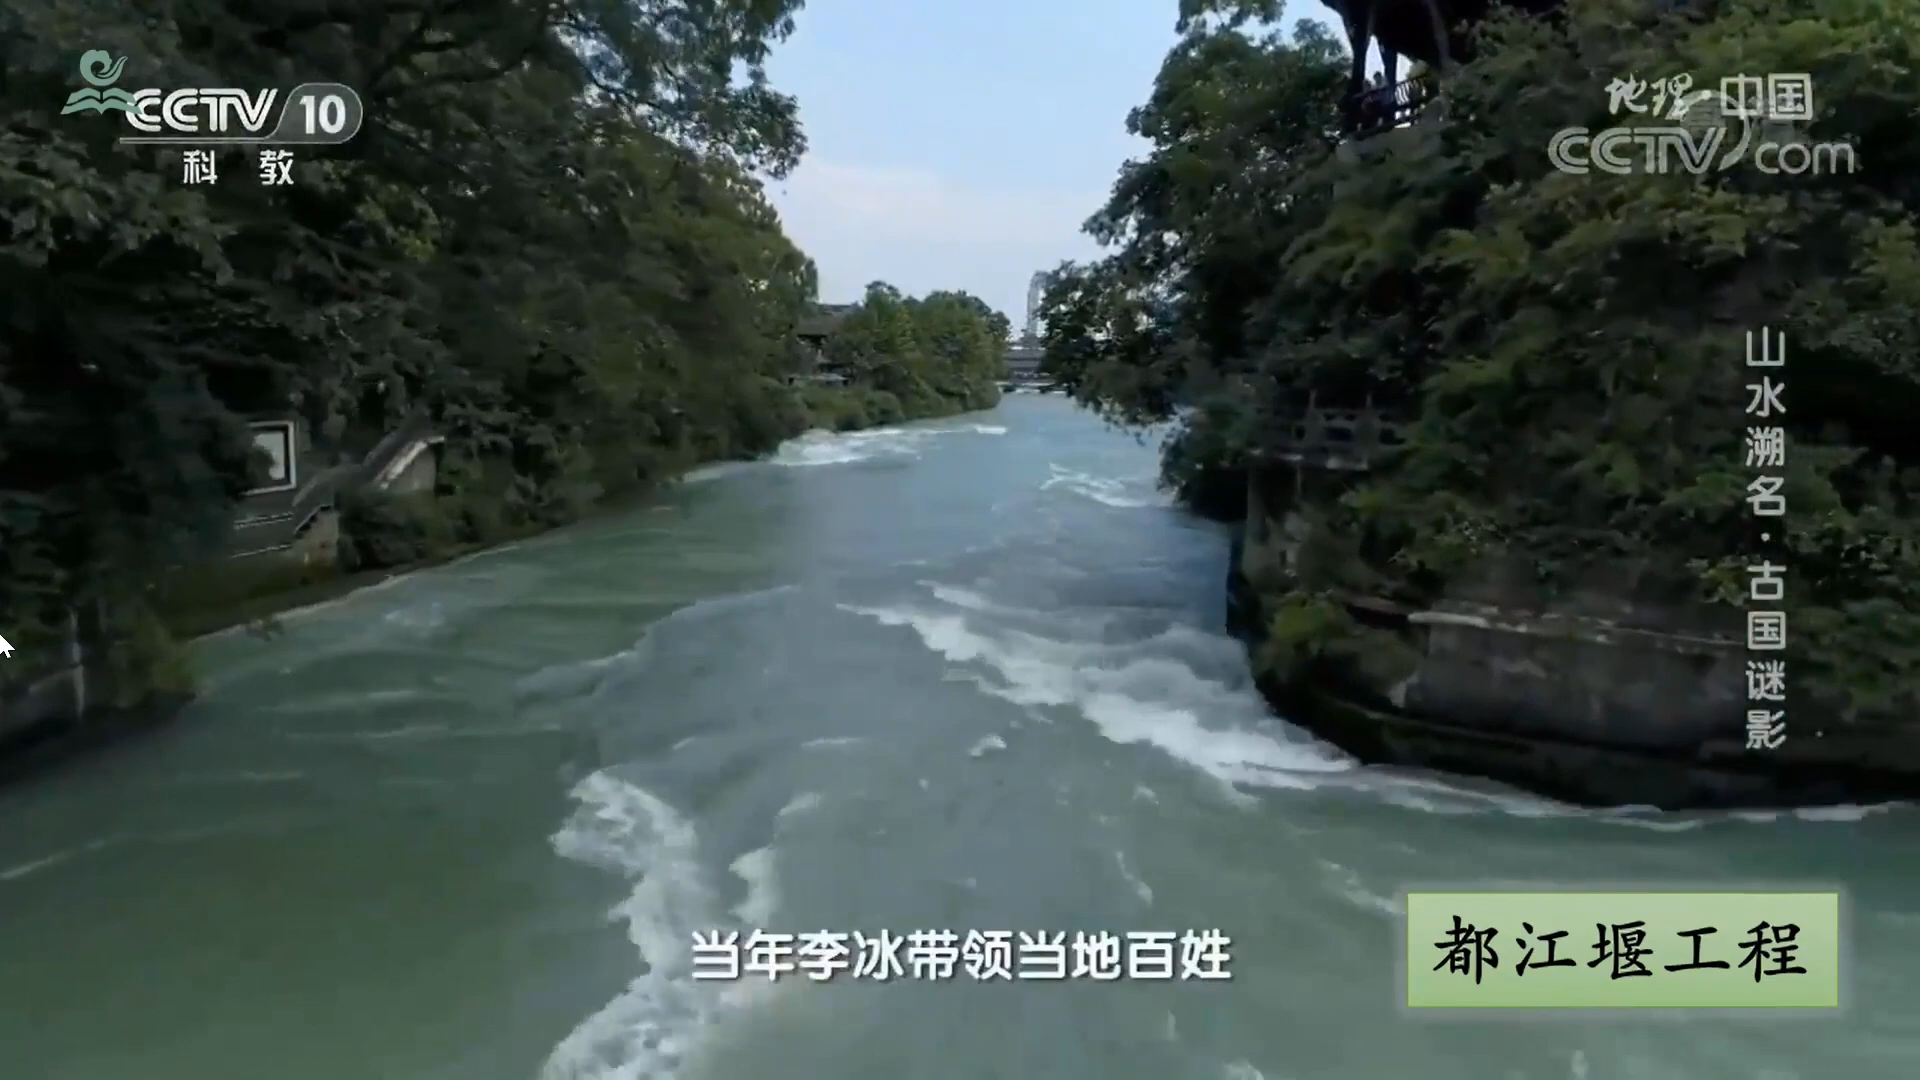 CCTV 10
科 教
地理·中国
CCTV.com
山水溯名·古国谜影
当年李冰带领当地百姓
都江堰工程